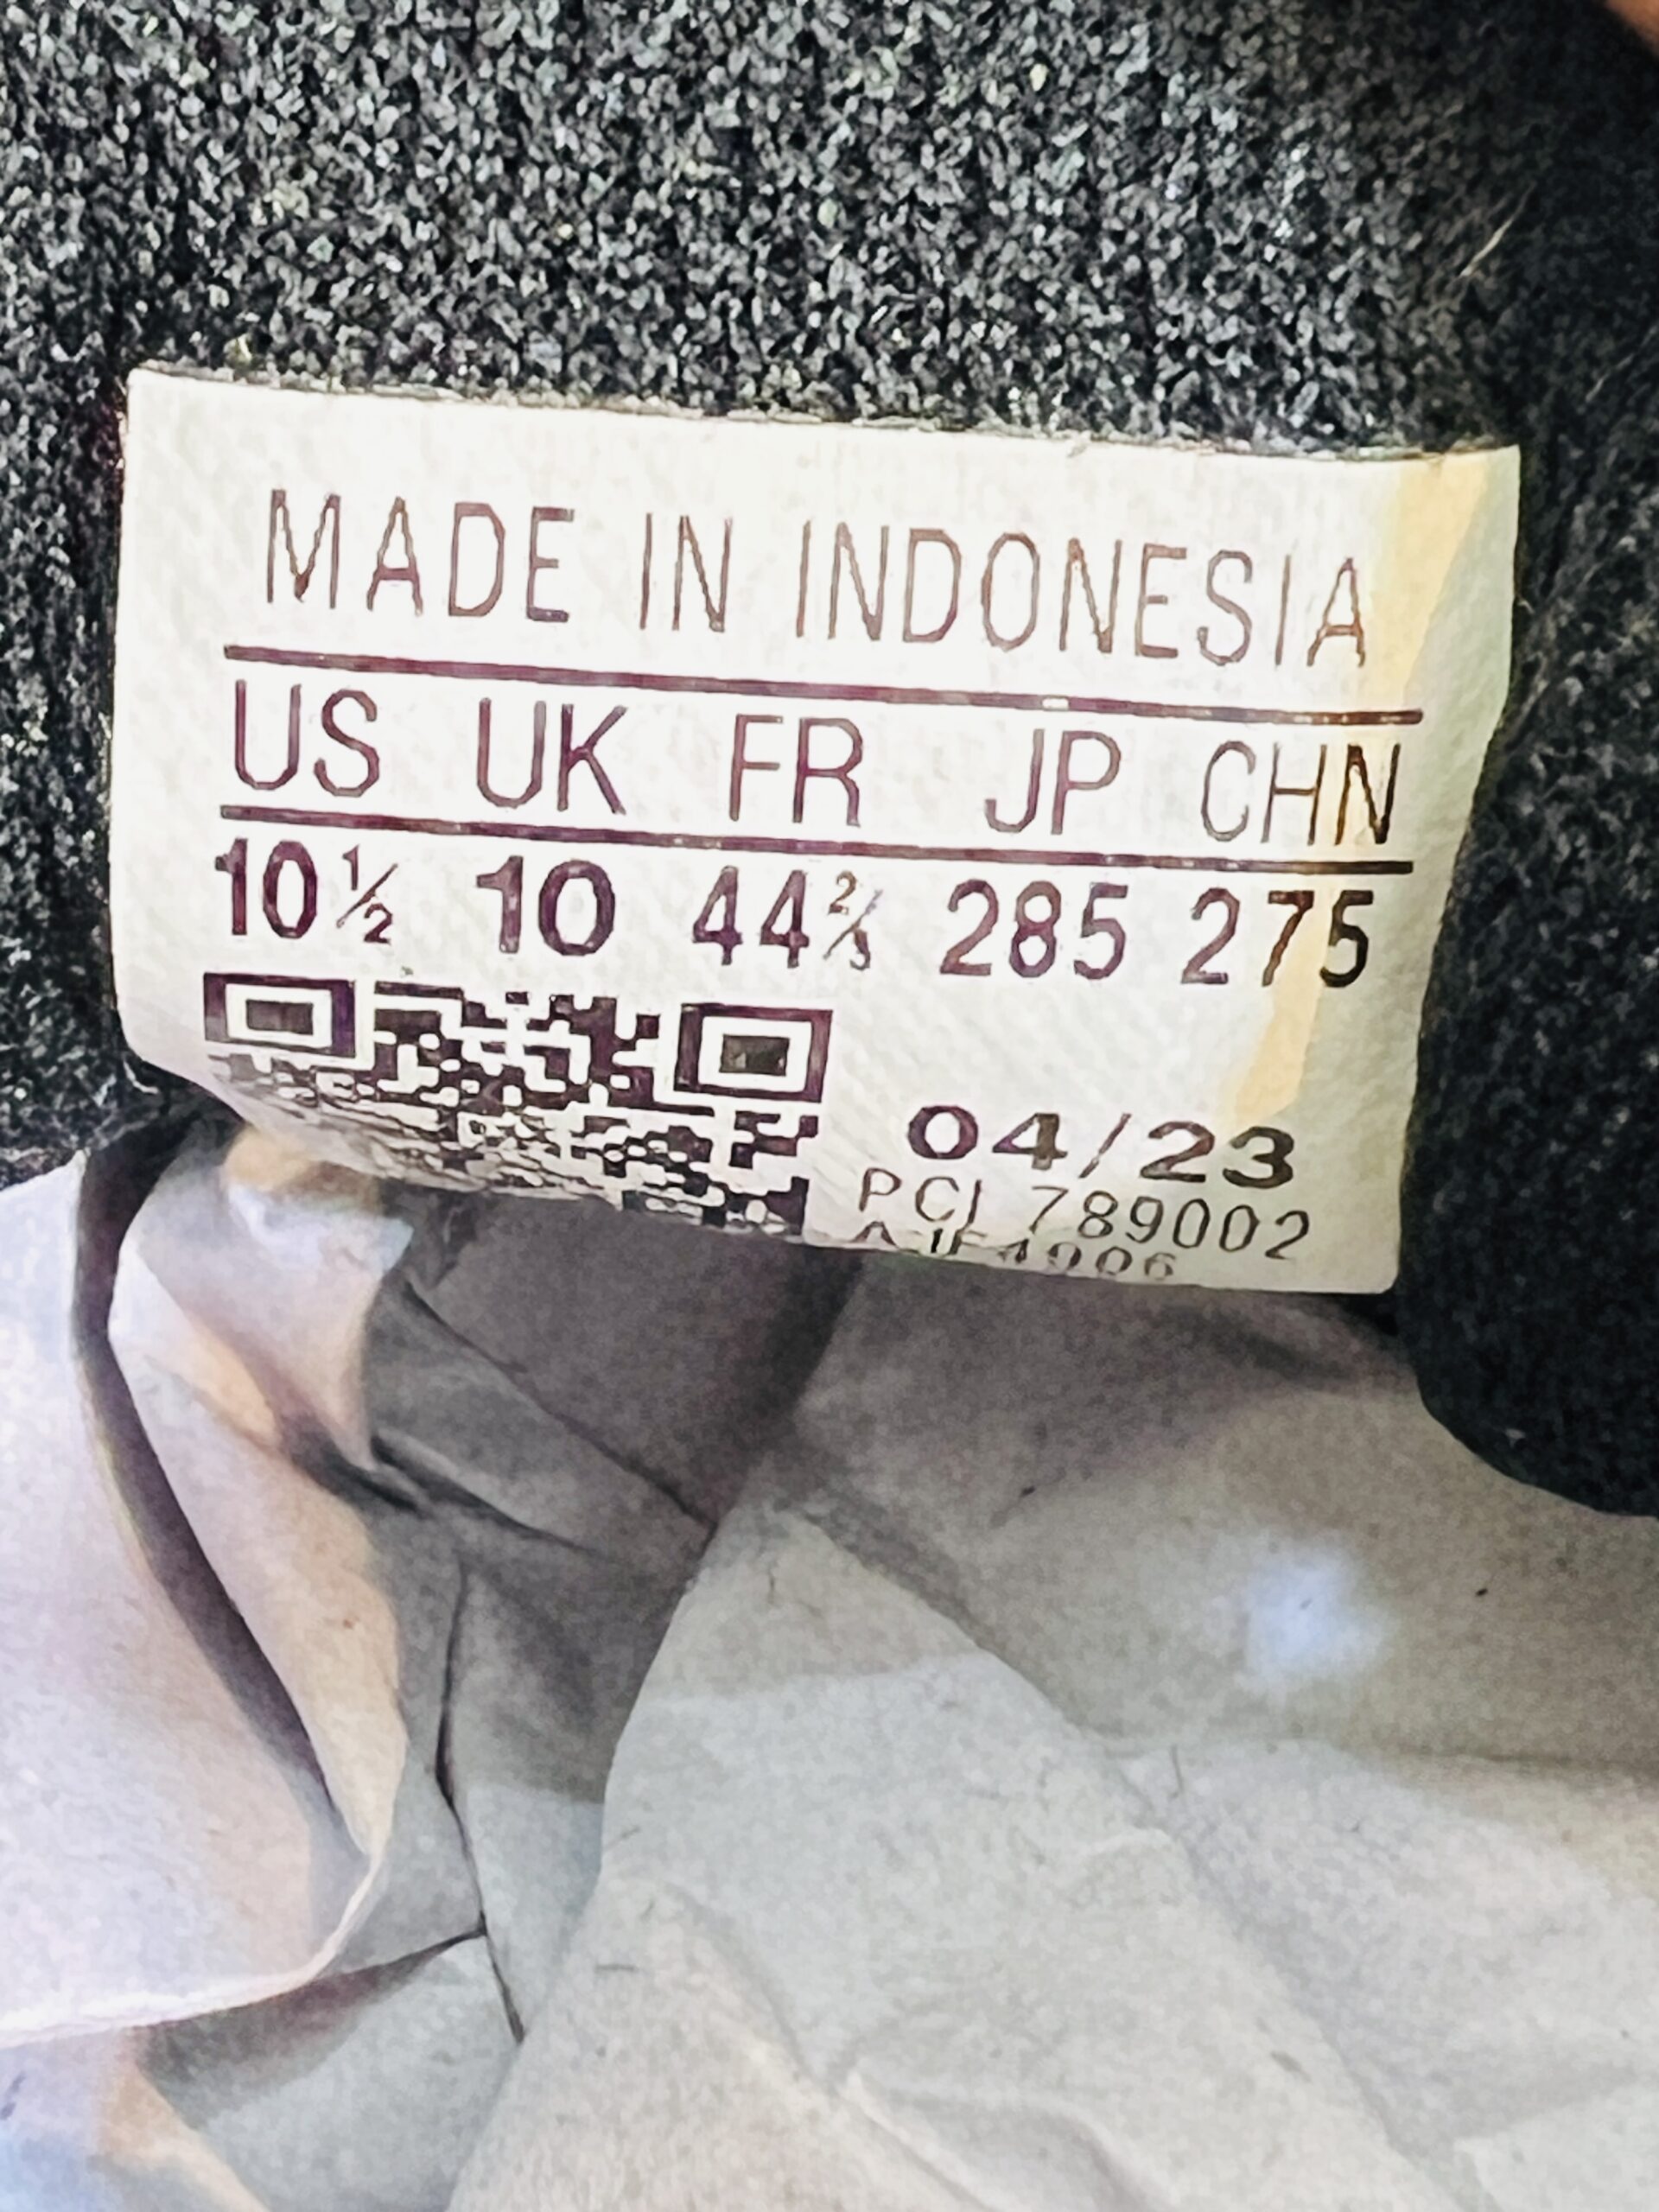 MADE IN INDONESIA
US UK FR JP CHN
10½ 10 44⅔ 285 275
04/23
PCI 789002